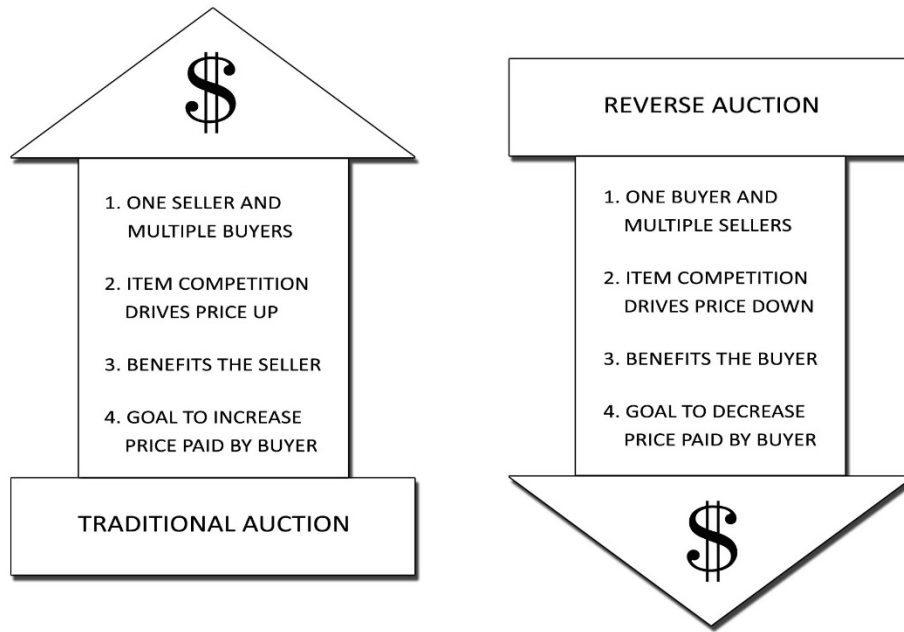 $
1. ONE SELLER AND
MULTIPLE BUYERS
2. ITEM COMPETITION
DRIVES PRICE UP
3. BENEFITS THE SELLER
4. GOAL TO INCREASE
PRICE PAID BY BUYER
TRADITIONAL AUCTION
REVERSE AUCTION
1. ONE BUYER AND
MULTIPLE SELLERS
2. ITEM COMPETITION
DRIVES PRICE DOWN
3. BENEFITS THE BUYER
4. GOAL TO DECREASE
PRICE PAID BY BUYER
$